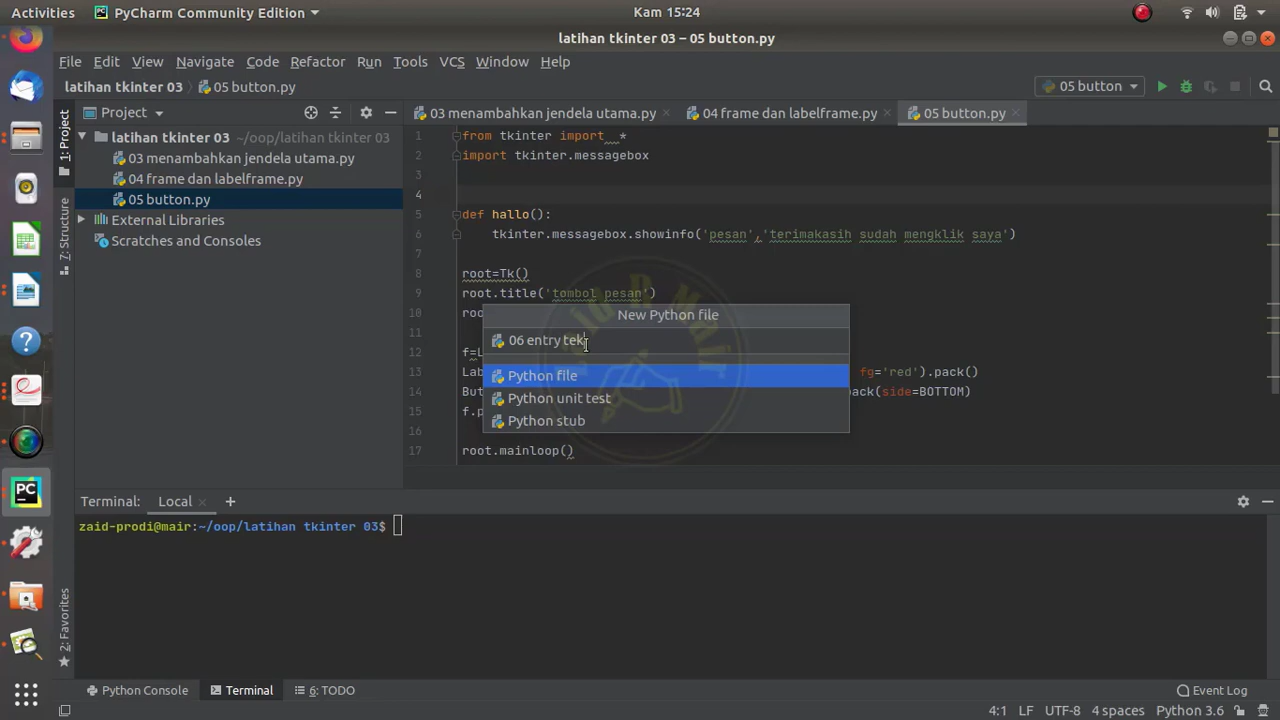 Activities PyCharm Community Edition Kam 15:24
latihan tkinter 03 – 05 button.py
File Edit View Navigate Code Refactor Run Tools VCS Window Help
latihan tkinter 03 05 button.py 05 button
1: Project
Project
03 menambahkan jendela utama.py 04 frame dan labelframe.py 05 button.py
latihan tkinter 03 ~/oop/latihan tkinter 03
03 menambahkan jendela utama.py
04 frame dan labelframe.py
05 button.py
External Libraries
Scratches and Consoles
1 from tkinter import *
2 import tkinter.messagebox
3
4
5 def hallo():
6 tkinter.messagebox.showinfo('pesan','terimakasih sudah mengklik saya')
7
8 root=Tk()
9 root.title('tombol pesan')
10 roo
11
12 f=L
13 Lab fg='red').pack()
14 But ack(side=BOTTOM)
15 f.p
16
17 root.mainloop()
New Python file
06 entry tek
Python file
Python unit test
Python stub
Structure
2: Favorites
Terminal: Local +
zaid-prodi@mair:~/oop/latihan tkinter 03$
Python Console Terminal 6: TODO Event Log
4:1 LF UTF-8 4 spaces Python 3.6